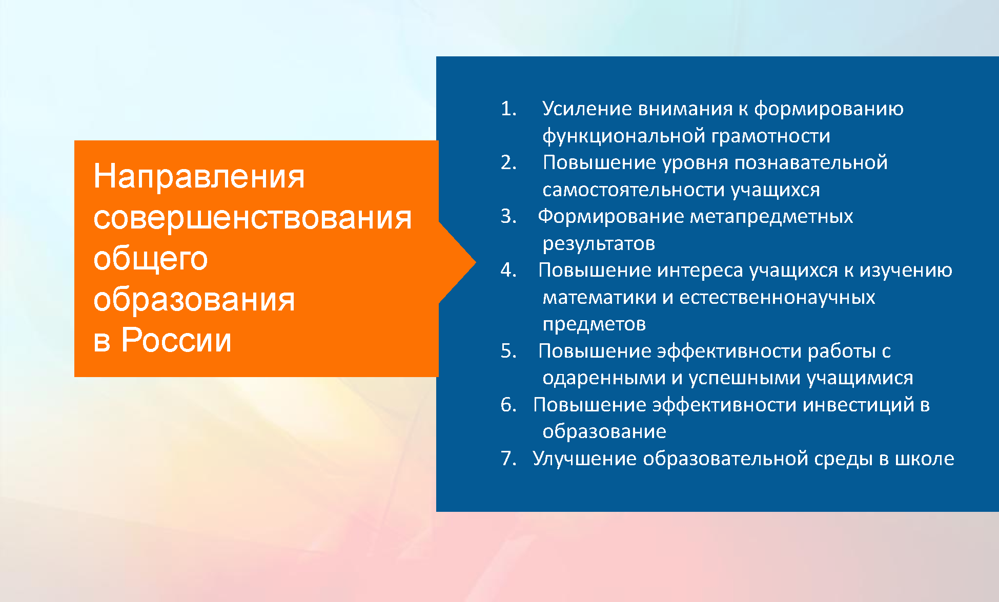 Направления
совершенствования
общего
образования
в России
1. Усиление внимания к формированию
функциональной грамотности
2. Повышение уровня познавательной
самостоятельности учащихся
3. Формирование метапредметных
результатов
4. Повышение интереса учащихся к изучению
математики и естественнонаучных
предметов
5. Повышение эффективности работы с
одаренными и успешными учащимися
6. Повышение эффективности инвестиций в
образование
7. Улучшение образовательной среды в школе